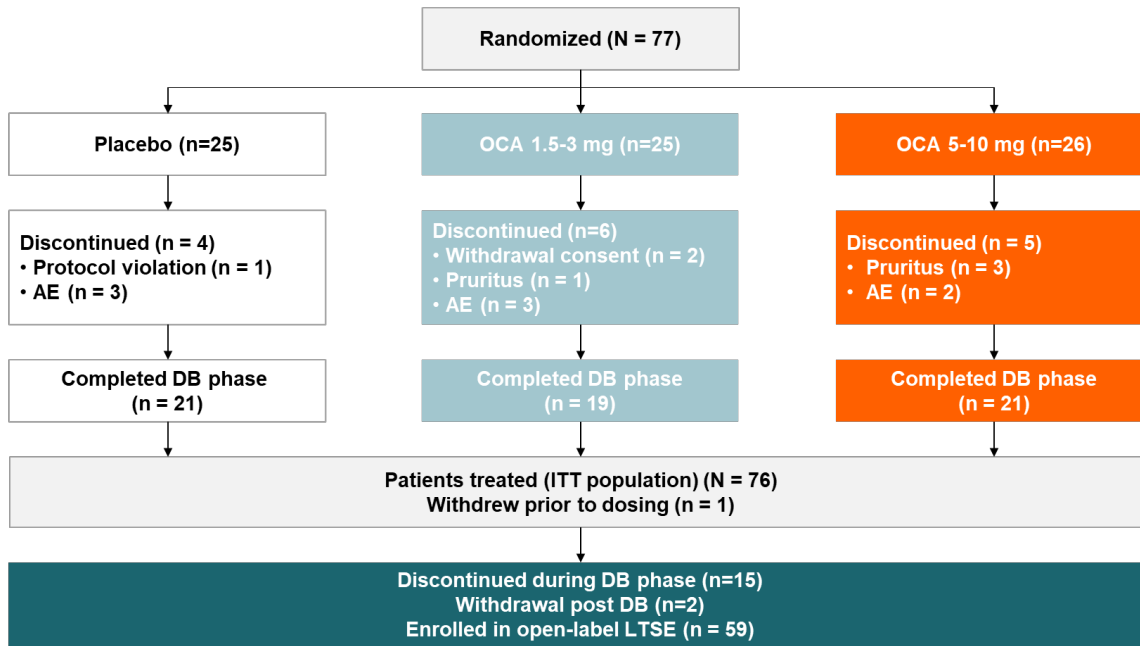 Randomized (N = 77)
Placebo (n=25)
OCA 1.5-3 mg (n=25)
OCA 5-10 mg (n=26)
Discontinued (n = 4)
• Protocol violation (n = 1)
• AE (n = 3)
Discontinued (n=6)
• Withdrawal consent (n = 2)
• Pruritus (n = 1)
• AE (n = 3)
Discontinued (n = 5)
• Pruritus (n = 3)
• AE (n = 2)
Completed DB phase
(n = 21)
Completed DB phase
(n = 19)
Completed DB phase
(n = 21)
Patients treated (ITT population) (N = 76)
Withdrew prior to dosing (n = 1)
Discontinued during DB phase (n=15)
Withdrawal post DB (n=2)
Enrolled in open-label LTSE (n = 59)